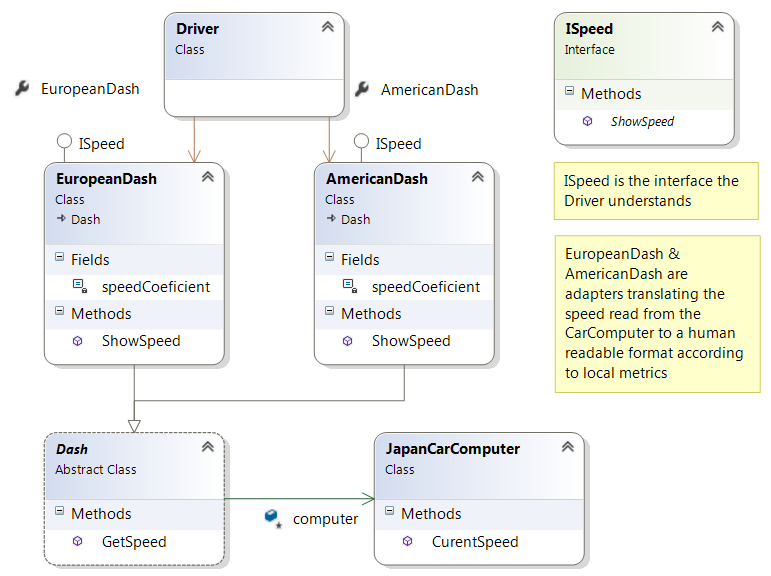 Driver
Class
EuropeanDash
AmericanDash
ISpeed
Interface
Methods
ShowSpeed
ISpeed
ISpeed
EuropeanDash
Class
Dash
Fields
speedCoeficient
Methods
ShowSpeed
AmericanDash
Class
Dash
Fields
speedCoeficient
Methods
ShowSpeed
ISpeed is the interface the
Driver understands
EuropeanDash &
AmericanDash are
adapters translating the
speed read from the
CarComputer to a human
readable format according
to local metrics
Dash
Abstract Class
Methods
GetSpeed
computer
JapanCarComputer
Class
Methods
CurentSpeed